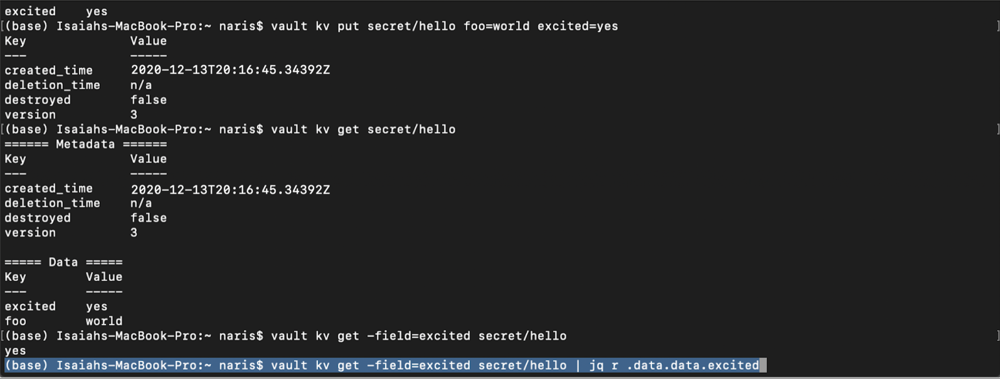 excited    yes
[(base) Isaiahs-MacBook-Pro:~ naris$ vault kv put secret/hello foo=world excited=yes ]
Key              Value
---              -----
created_time     2020-12-13T20:16:45.34392Z
deletion_time    n/a
destroyed        false
version          3
[(base) Isaiahs-MacBook-Pro:~ naris$ vault kv get secret/hello ]
====== Metadata ======
Key              Value
---              -----
created_time     2020-12-13T20:16:45.34392Z
deletion_time    n/a
destroyed        false
version          3
===== Data =====
Key        Value
---        -----
excited    yes
foo        world
[(base) Isaiahs-MacBook-Pro:~ naris$ vault kv get -field=excited secret/hello ]
yes
(base) Isaiahs-MacBook-Pro:~ naris$ vault kv get -field=excited secret/hello | jq r .data.data.excited